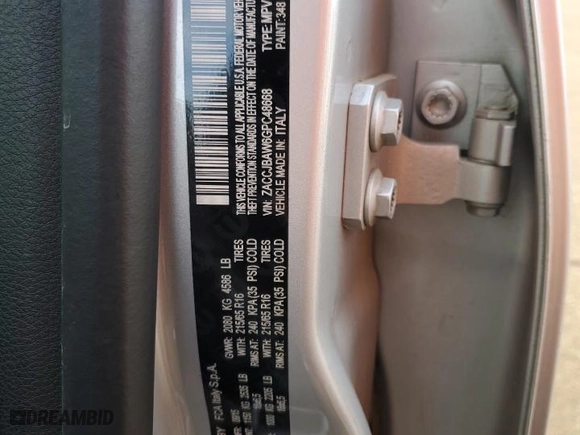 FCA Italy S.p.A.
GVWR: 2080 KG 4586 LB
WITH: 215/65 R16 TIRES
RIMS AT: 240 KPA(35 PSI) COLD
WITH: 215/65 R16 TIRES
RIMS AT: 240 KPA(35 PSI) COLD
THIS VEHICLE CONFORMS TO ALL APPLICABLE U.S.A. FEDERAL MOTOR
THEFT PREVENTION STANDARDS IN EFFECT ON THE DATE OF MANUFACTUR
VIN: ZACCJBAW6GPC48668 TYPE: MPV
VEHICLE MADE IN: ITALY PAINT: 348
DREAMBID